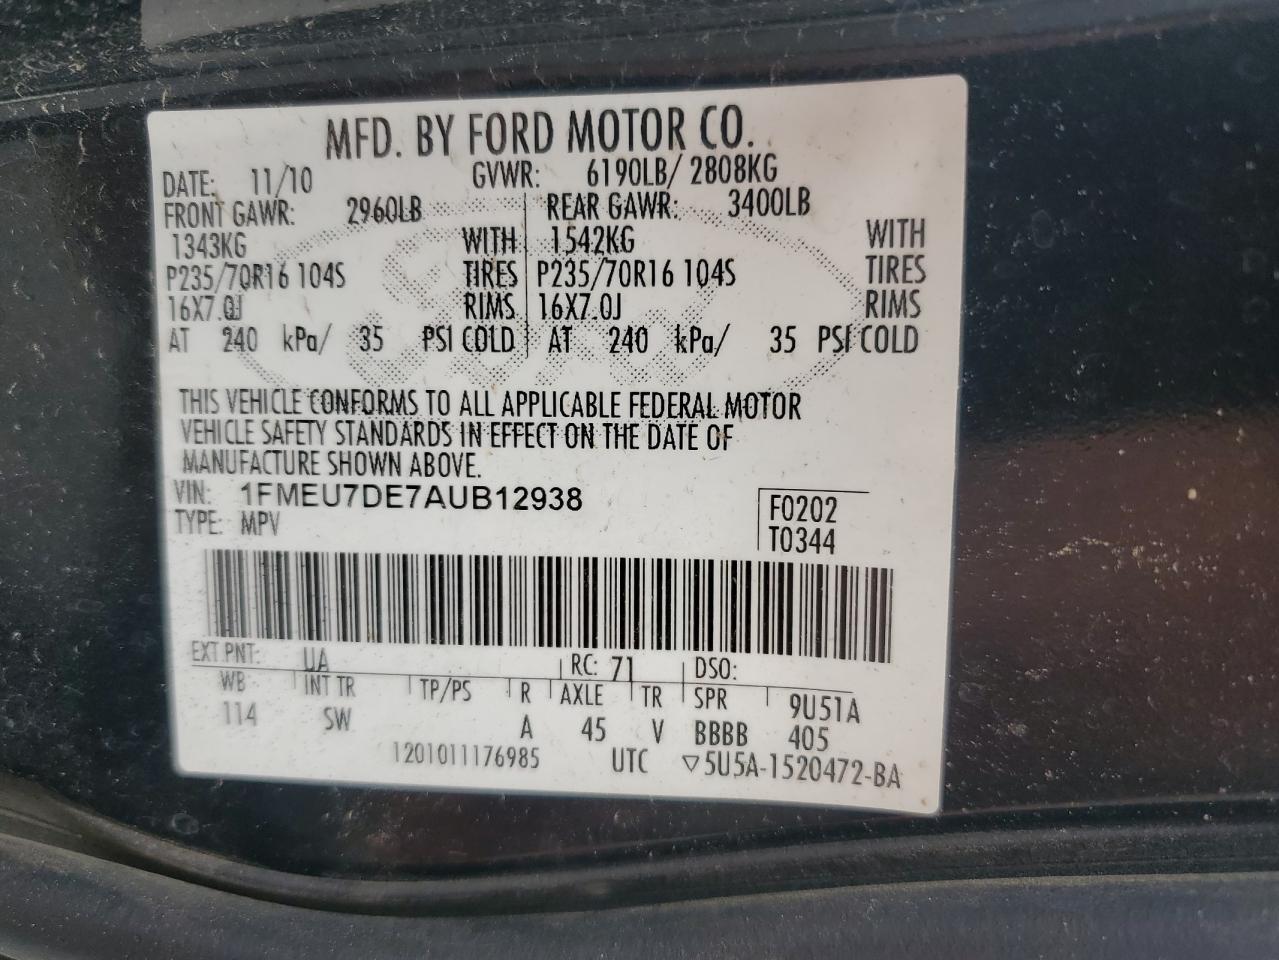 MFD. BY FORD MOTOR CO.
DATE: 11/10 GVWR: 6190LB/ 2808KG
FRONT GAWR: 2960LB REAR GAWR: 3400LB
1343KG WITH 1542KG WITH
P235/70R16 104S TIRES P235/70R16 104S TIRES
16X7.0J RIMS 16X7.0J RIMS
AT 240 kPa/ 35 PSI COLD AT 240 kPa/ 35 PSI COLD
THIS VEHICLE CONFORMS TO ALL APPLICABLE FEDERAL MOTOR
VEHICLE SAFETY STANDARDS IN EFFECT ON THE DATE OF
MANUFACTURE SHOWN ABOVE.
VIN: 1FMEU7DE7AUB12938 F0202
TYPE: MPV T0344
EXT PNT: UA RC: 71 DSO:
WB INT TR TP/PS R AXLE TR SPR 9U51A
114 SW A 45 V BBBB 405
1201011176985 UTC ▽5U5A-1520472-BA